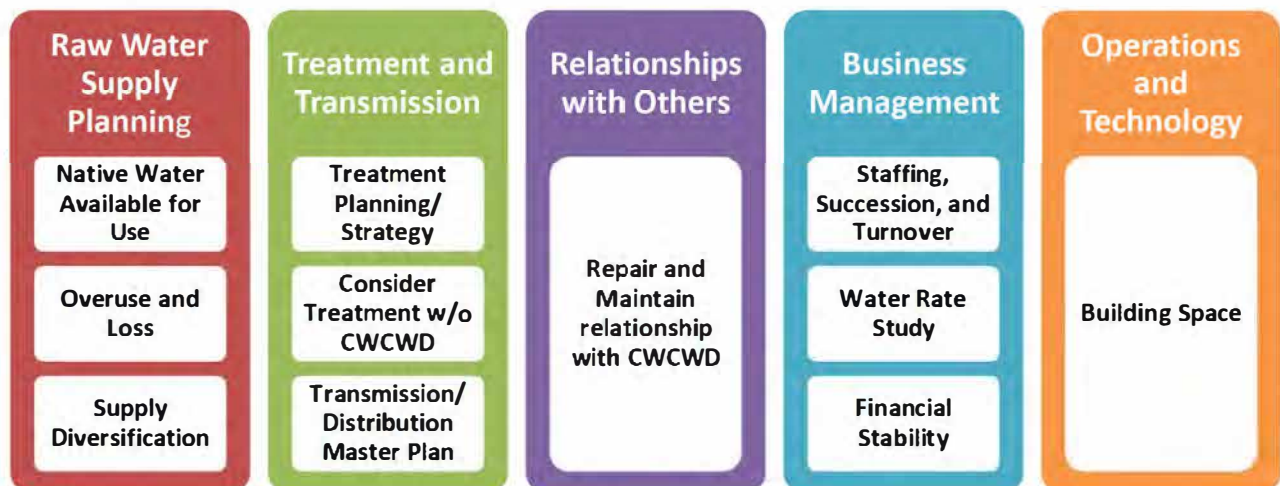 Raw Water
Supply
Planning
Native Water
Available for
Use
Overuse and
Loss
Supply
Diversification
Treatment and
Transmission
Treatment
Planning/
Strategy
Consider
Treatment w/o
CWCWD
Transmission/
Distribution
Master Plan
Relationships
with Others
Repair and
Maintain
relationship
with CWCWD
Business
Management
Staffing,
Succession, and
Turnover
Water Rate
Study
Financial
Stability
Operations
and
Technology
Building Space